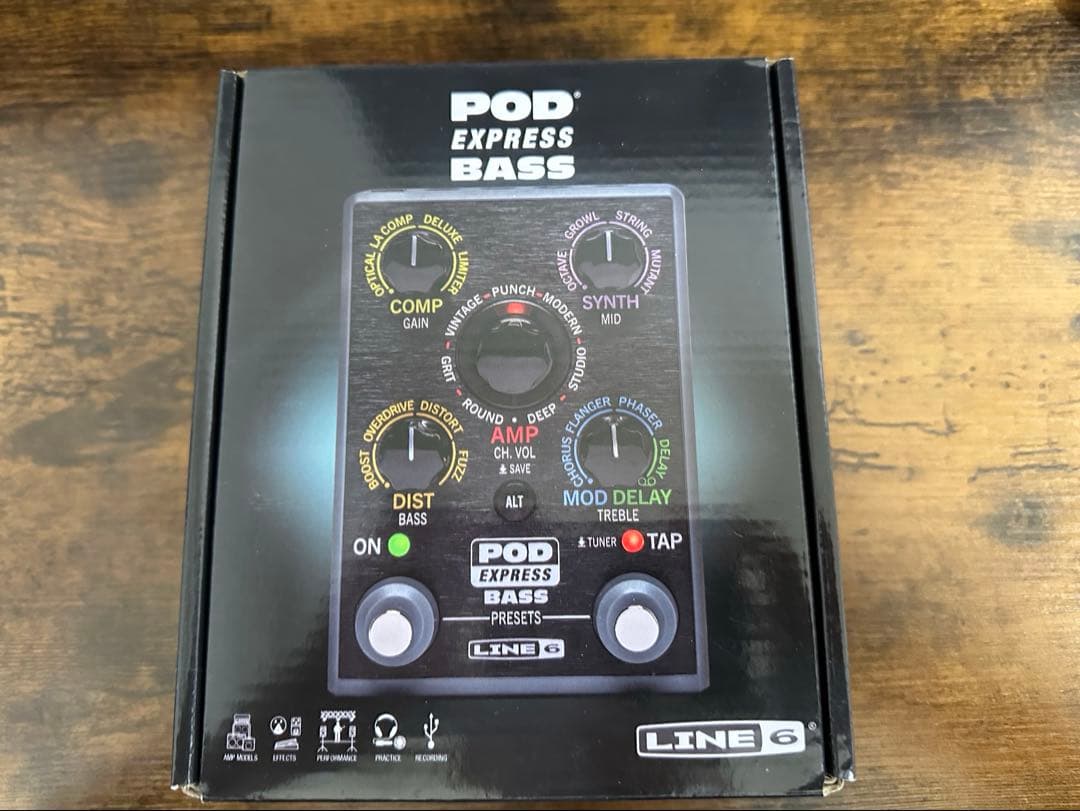 POD®
EXPRESS
BASS
OPTICAL LA COMP DELUXE LIMITER
COMP
GAIN
OCTAVE GROWL STRING MUTANT
SYNTH
MID
ROUND GRIT VINTAGE PUNCH MODERN STUDIO DEEP
AMP
CH. VOL
SAVE
ALT
BOOST OVERDRIVE DISTORT FUZZ
DIST
BASS
CHORUS FLANGER PHASER DELAY
MOD DELAY
TREBLE
ON
TUNER TAP
POD
EXPRESS
BASS
PRESETS
LINE 6
AMP MODELS EFFECTS PERFORMANCE PRACTICE RECORDING
LINE 6®